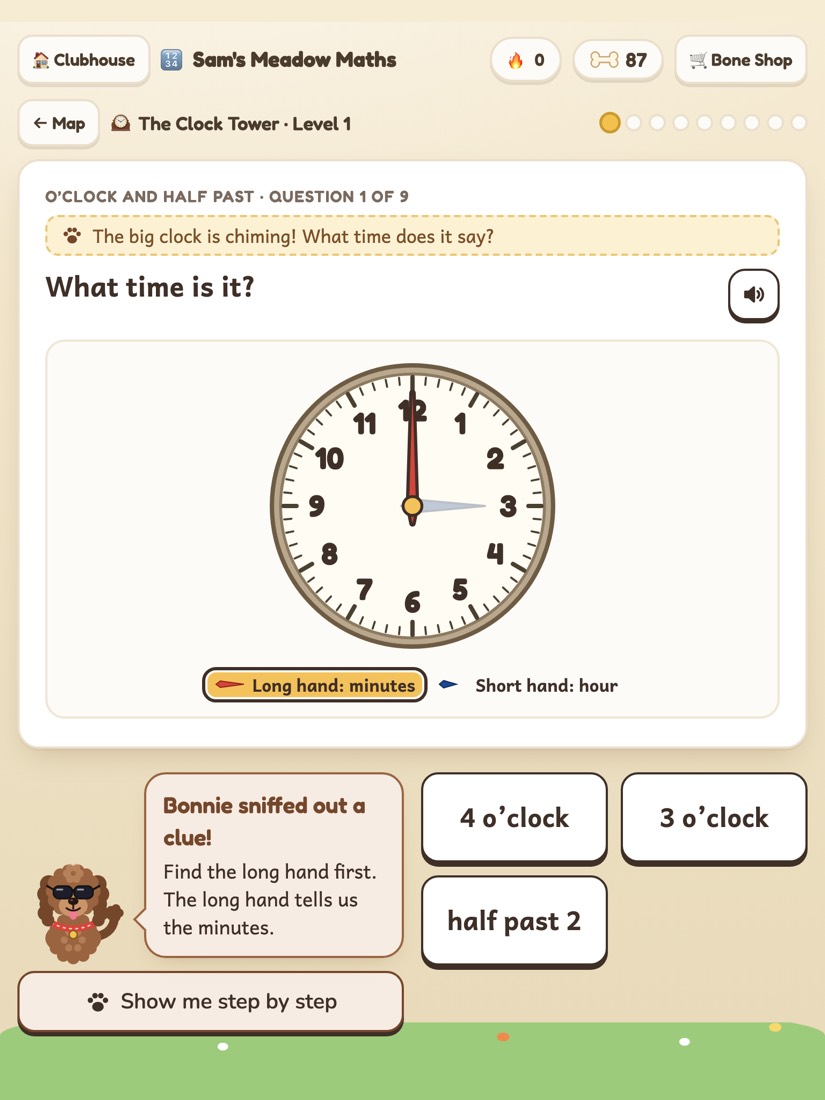 Clubhouse
1 2
3 4
Sam's Meadow Maths
0
87
Bone Shop
← Map
The Clock Tower · Level 1
O'CLOCK AND HALF PAST · QUESTION 1 OF 9
The big clock is chiming! What time does it say?
What time is it?
12
1
2
3
4
5
6
7
8
9
10
11
Long hand: minutes
Short hand: hour
Bonnie sniffed out a
clue!
Find the long hand first.
The long hand tells us
the minutes.
Show me step by step
4 o'clock
3 o'clock
half past 2